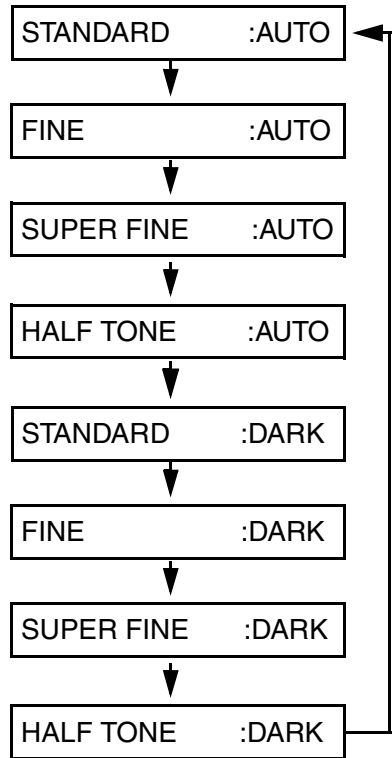 STANDARD :AUTO
FINE :AUTO
SUPER FINE :AUTO
HALF TONE :AUTO
STANDARD :DARK
FINE :DARK
SUPER FINE :DARK
HALF TONE :DARK